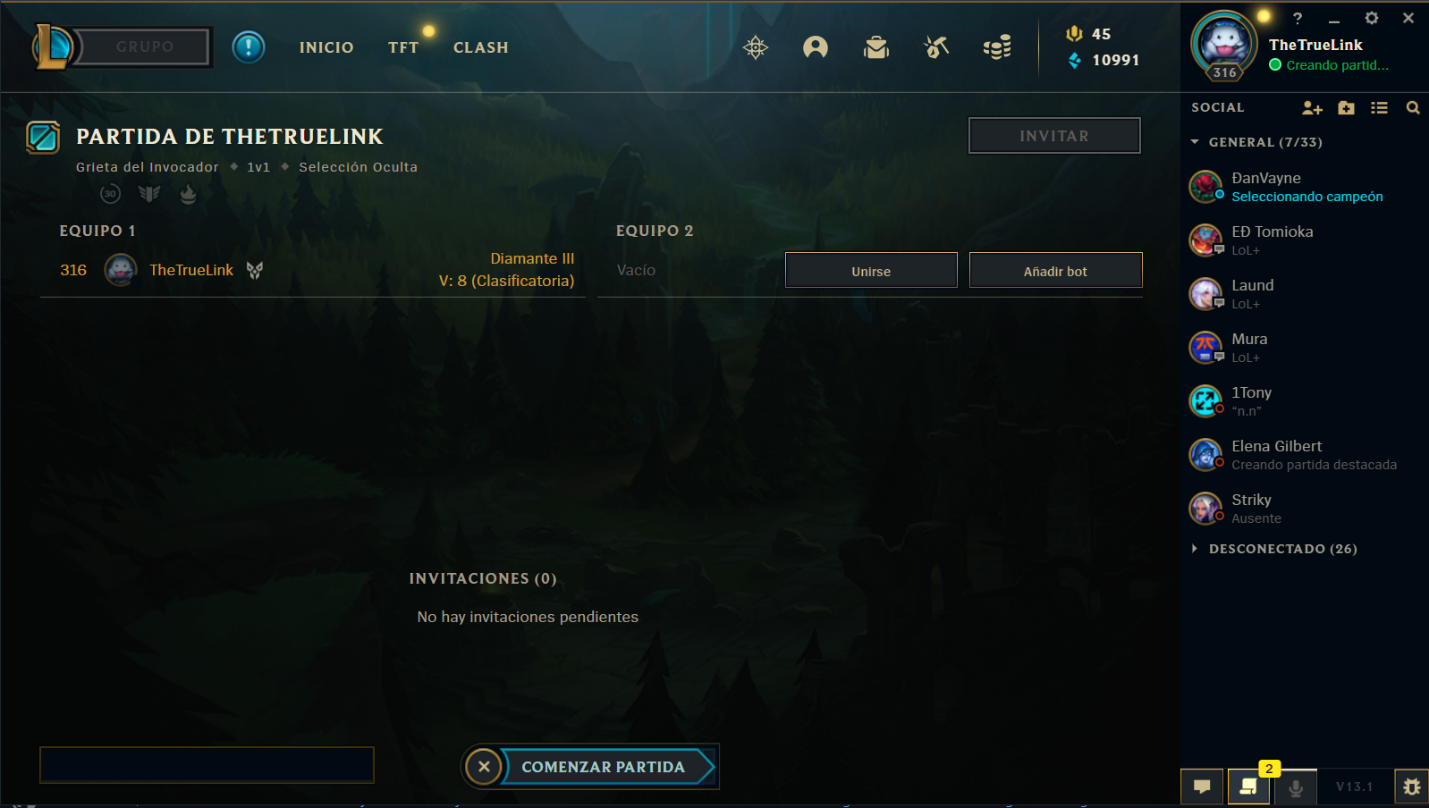 GRUPO
INICIO
TFT
CLASH
45
10991
?
TheTrueLink
Creando partid...
316
PARTIDA DE THETRUELINK
Grieta del Invocador ◆ 1v1 ◆ Selección Oculta
30
INVITAR
EQUIPO 1
316 TheTrueLink
Diamante III
V: 8 (Clasificatoria)
EQUIPO 2
Vacío
Unirse
Añadir bot
INVITACIONES (0)
No hay invitaciones pendientes
COMENZAR PARTIDA
SOCIAL
GENERAL (7/33)
ĐanVayne
Seleccionando campeón
EĐ Tomioka
LoL+
Laund
LoL+
Mura
LoL+
1Tony
“n.n”
Elena Gilbert
Creando partida destacada
Striky
Ausente
DESCONECTADO (26)
2
V13.1